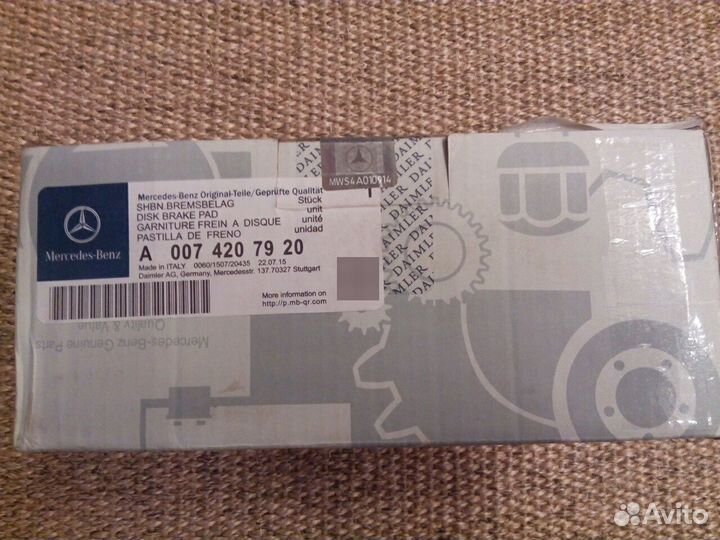 Mercedes-Benz Original-Teile/Geprüfte Qualität
SHBN.BREMSBELAG Stück
DISK BRAKE PAD unit
GARNITURE FREIN A DISQUE unité
PASTILLA DE FRENO unidad
A 007 420 79 20
Made in ITALY 0060/1507/20435 22.07.15
Daimler AG, Germany, Mercedesstr. 137.70327 Stuttgart
More information on
http://p.mb-qr.com
1
Mercedes-Benz
MWS4A010914
DAIMLER DAIMLER
Mercedes-Benz Genuine Parts
Quality & Value
Avito